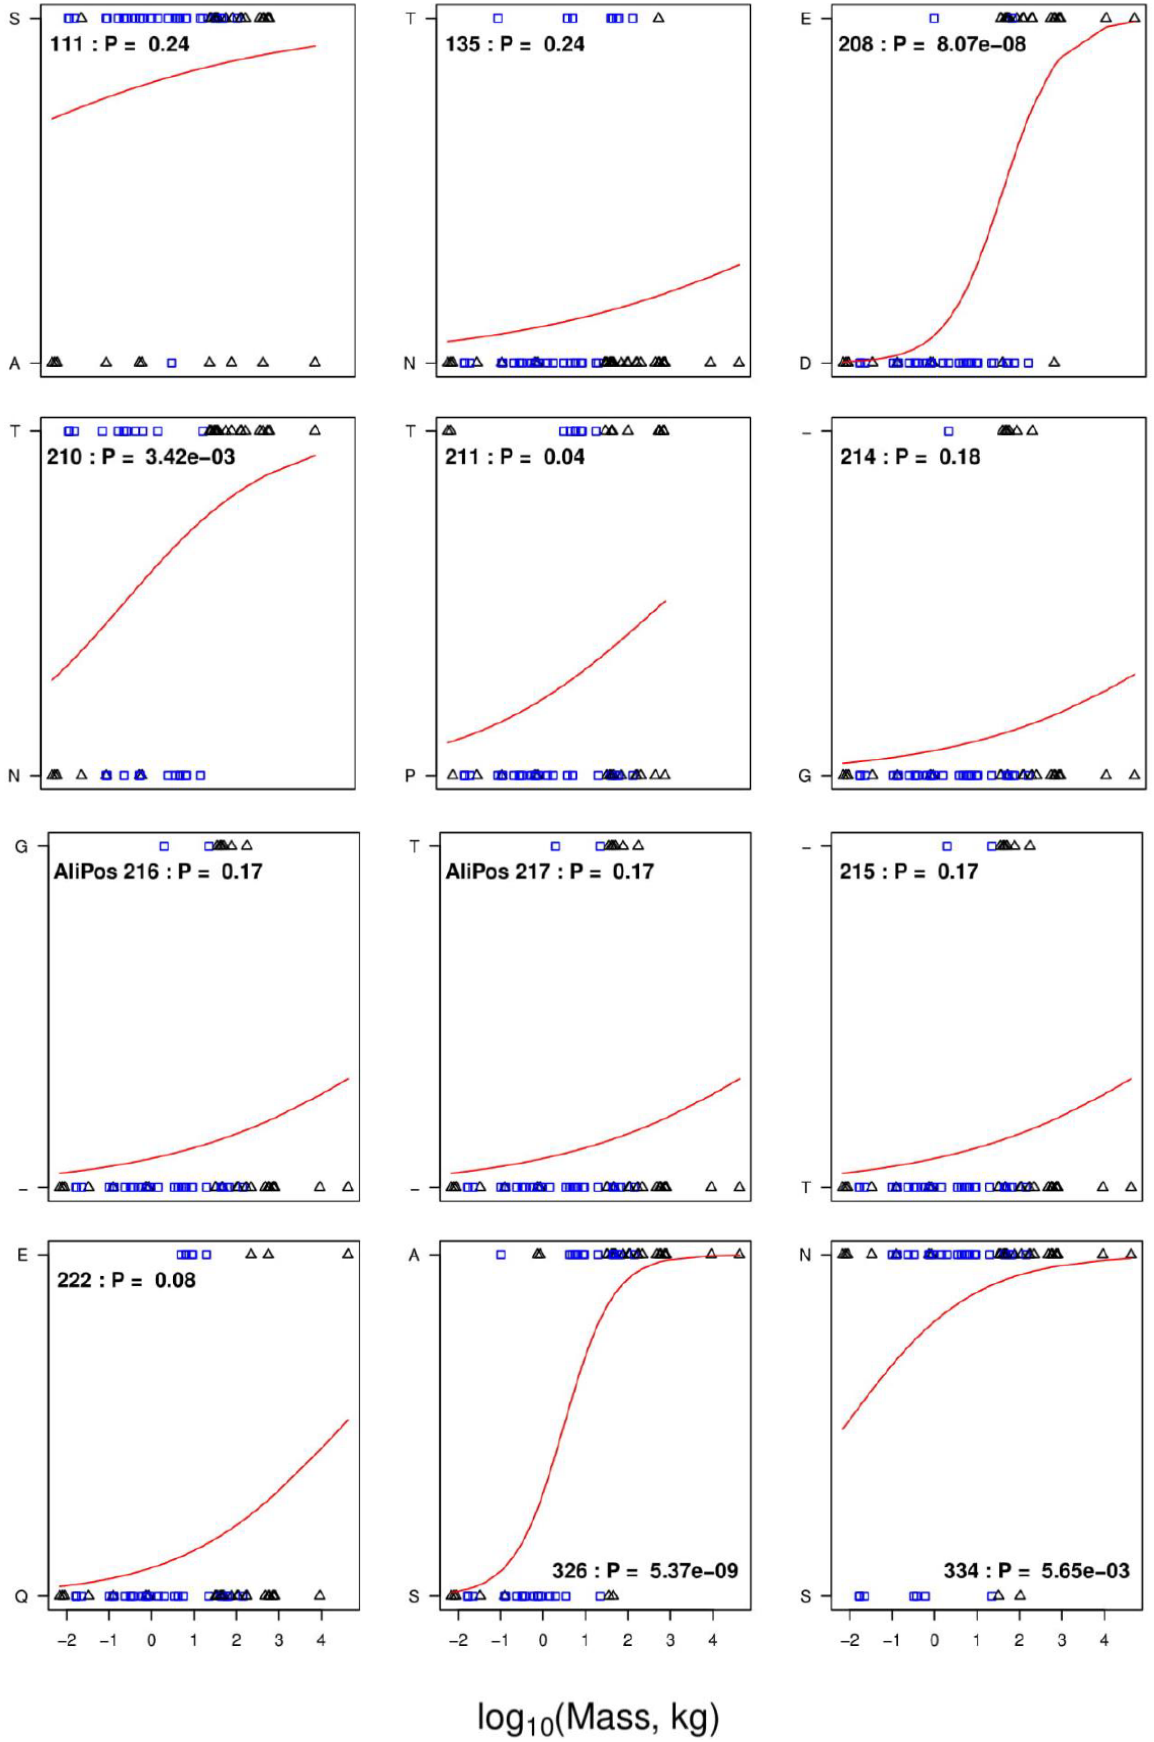 S
111 : P = 0.24
A
T
135 : P = 0.24
N
E
208 : P = 8.07e−08
D
T
210 : P = 3.42e−03
N
T
211 : P = 0.04
P
–
214 : P = 0.18
G
G
AliPos 216 : P = 0.17
–
T
AliPos 217 : P = 0.17
–
–
215 : P = 0.17
T
E
222 : P = 0.08
Q
−2 −1 0 1 2 3 4
A
326 : P = 5.37e−09
S
−2 −1 0 1 2 3 4
N
334 : P = 5.65e−03
S
−2 −1 0 1 2 3 4
log10(Mass, kg)